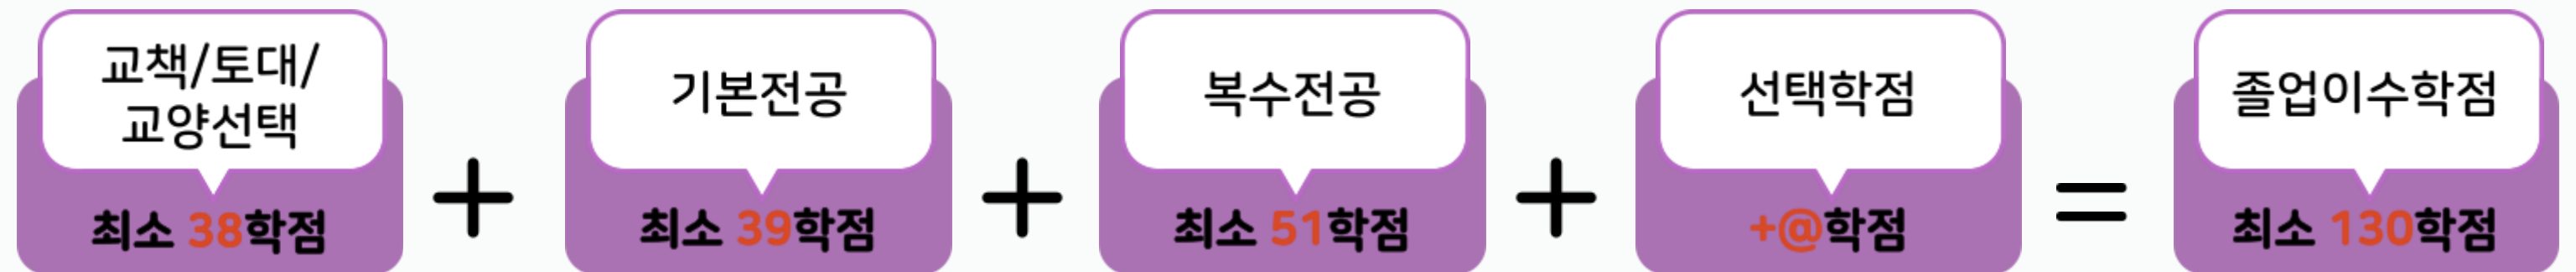 교책/토대/
교양선택
최소 38학점
+
기본전공
최소 39학점
+
복수전공
최소 51학점
+
선택학점
+@학점
=
졸업이수학점
최소 130학점